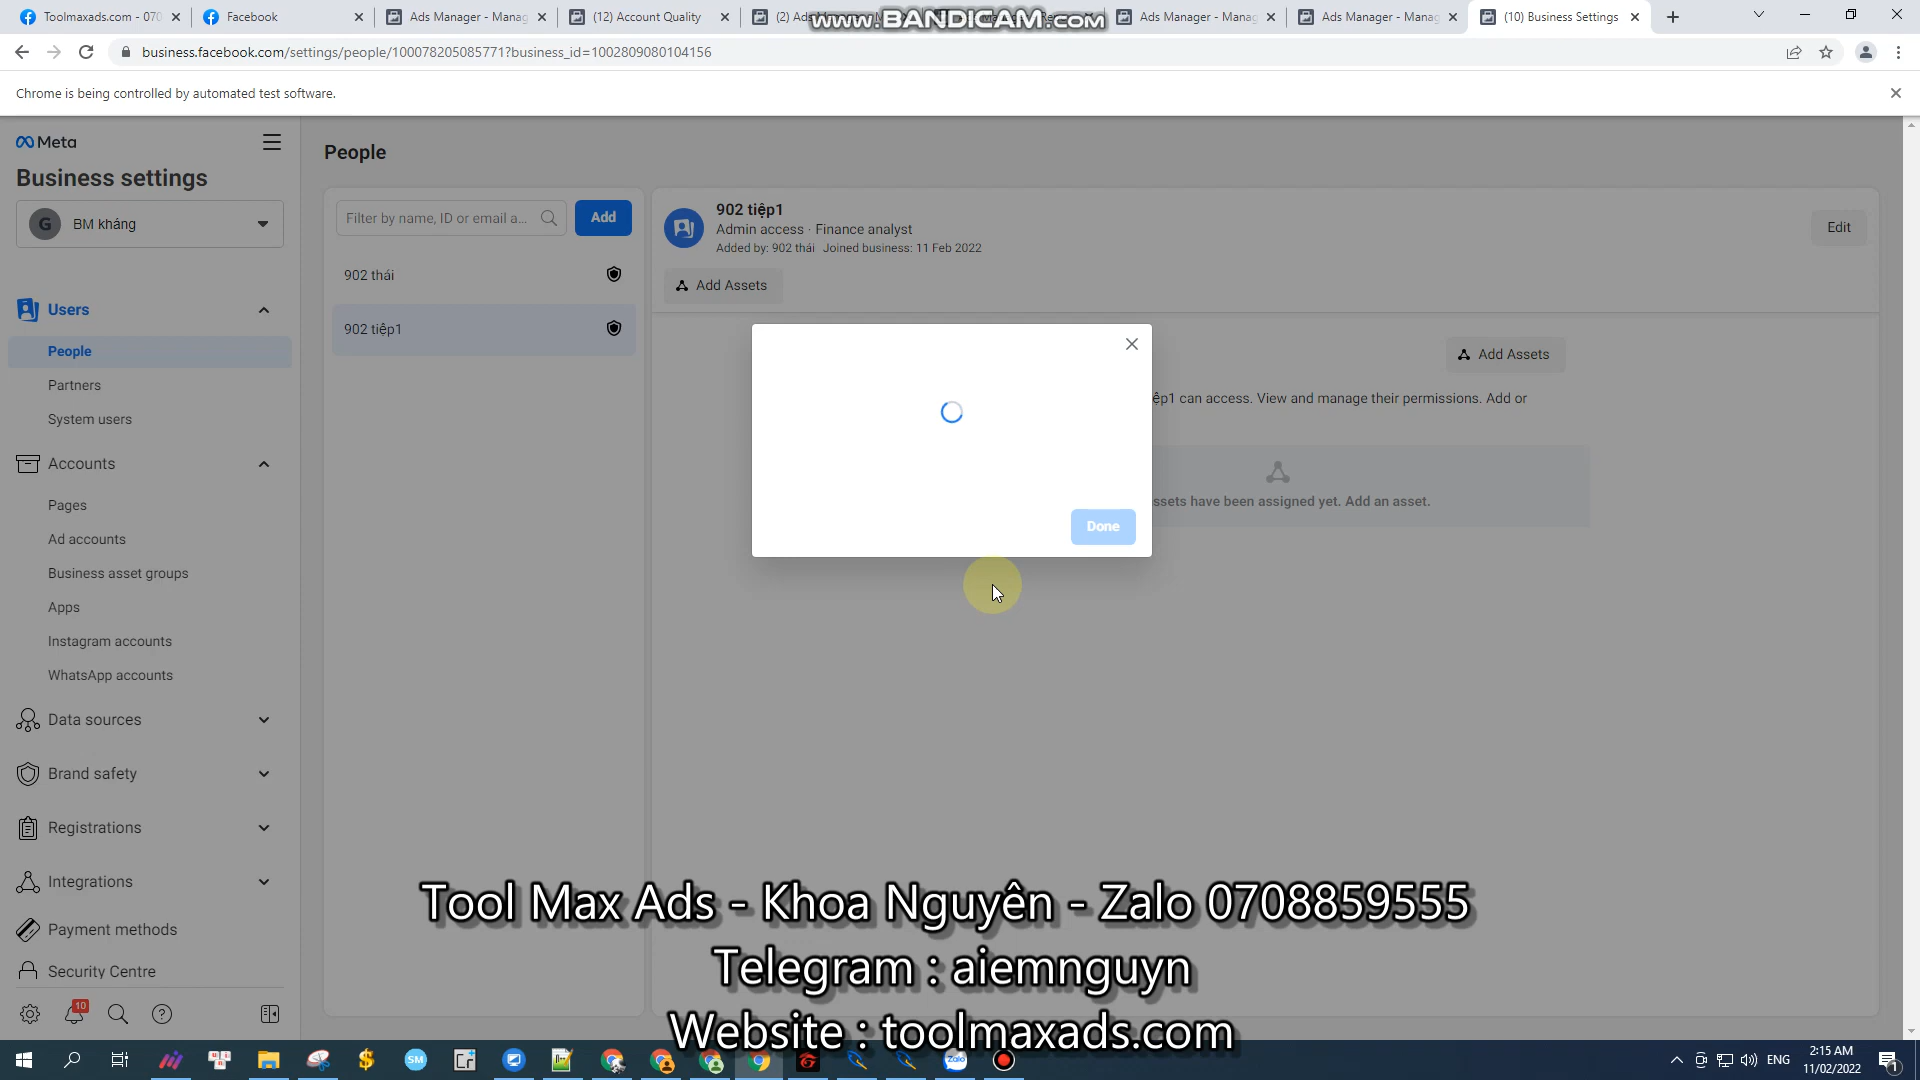 Toolmaxads.com - 070
Facebook
Ads Manager - Manag
(12) Account Quality
(2) Ads
www.BANDICAM.com
Ads Manager - Manag
Ads Manager - Manag
(10) Business Settings
business.facebook.com/settings/people/100078205085771?business_id=1002809080104156
Chrome is being controlled by automated test software.
Meta
Business settings
G
BM kháng
Users
People
Partners
System users
Accounts
Pages
Ad accounts
Business asset groups
Apps
Instagram accounts
WhatsApp accounts
Data sources
Brand safety
Registrations
Integrations
Payment methods
Security Centre
10
People
Filter by name, ID or email a...
Add
902 thái
902 tiệp1
902 tiệp1
Admin access · Finance analyst
Added by: 902 thái Joined business: 11 Feb 2022
Edit
Add Assets
Add Assets
ệp1 can access. View and manage their permissions. Add or
ssets have been assigned yet. Add an asset.
Done
Tool Max Ads - Khoa Nguyên - Zalo 0708859555
Telegram : aiemnguyn
Website : toolmaxads.com
SM
Zalo
ENG
2:15 AM
11/02/2022
1